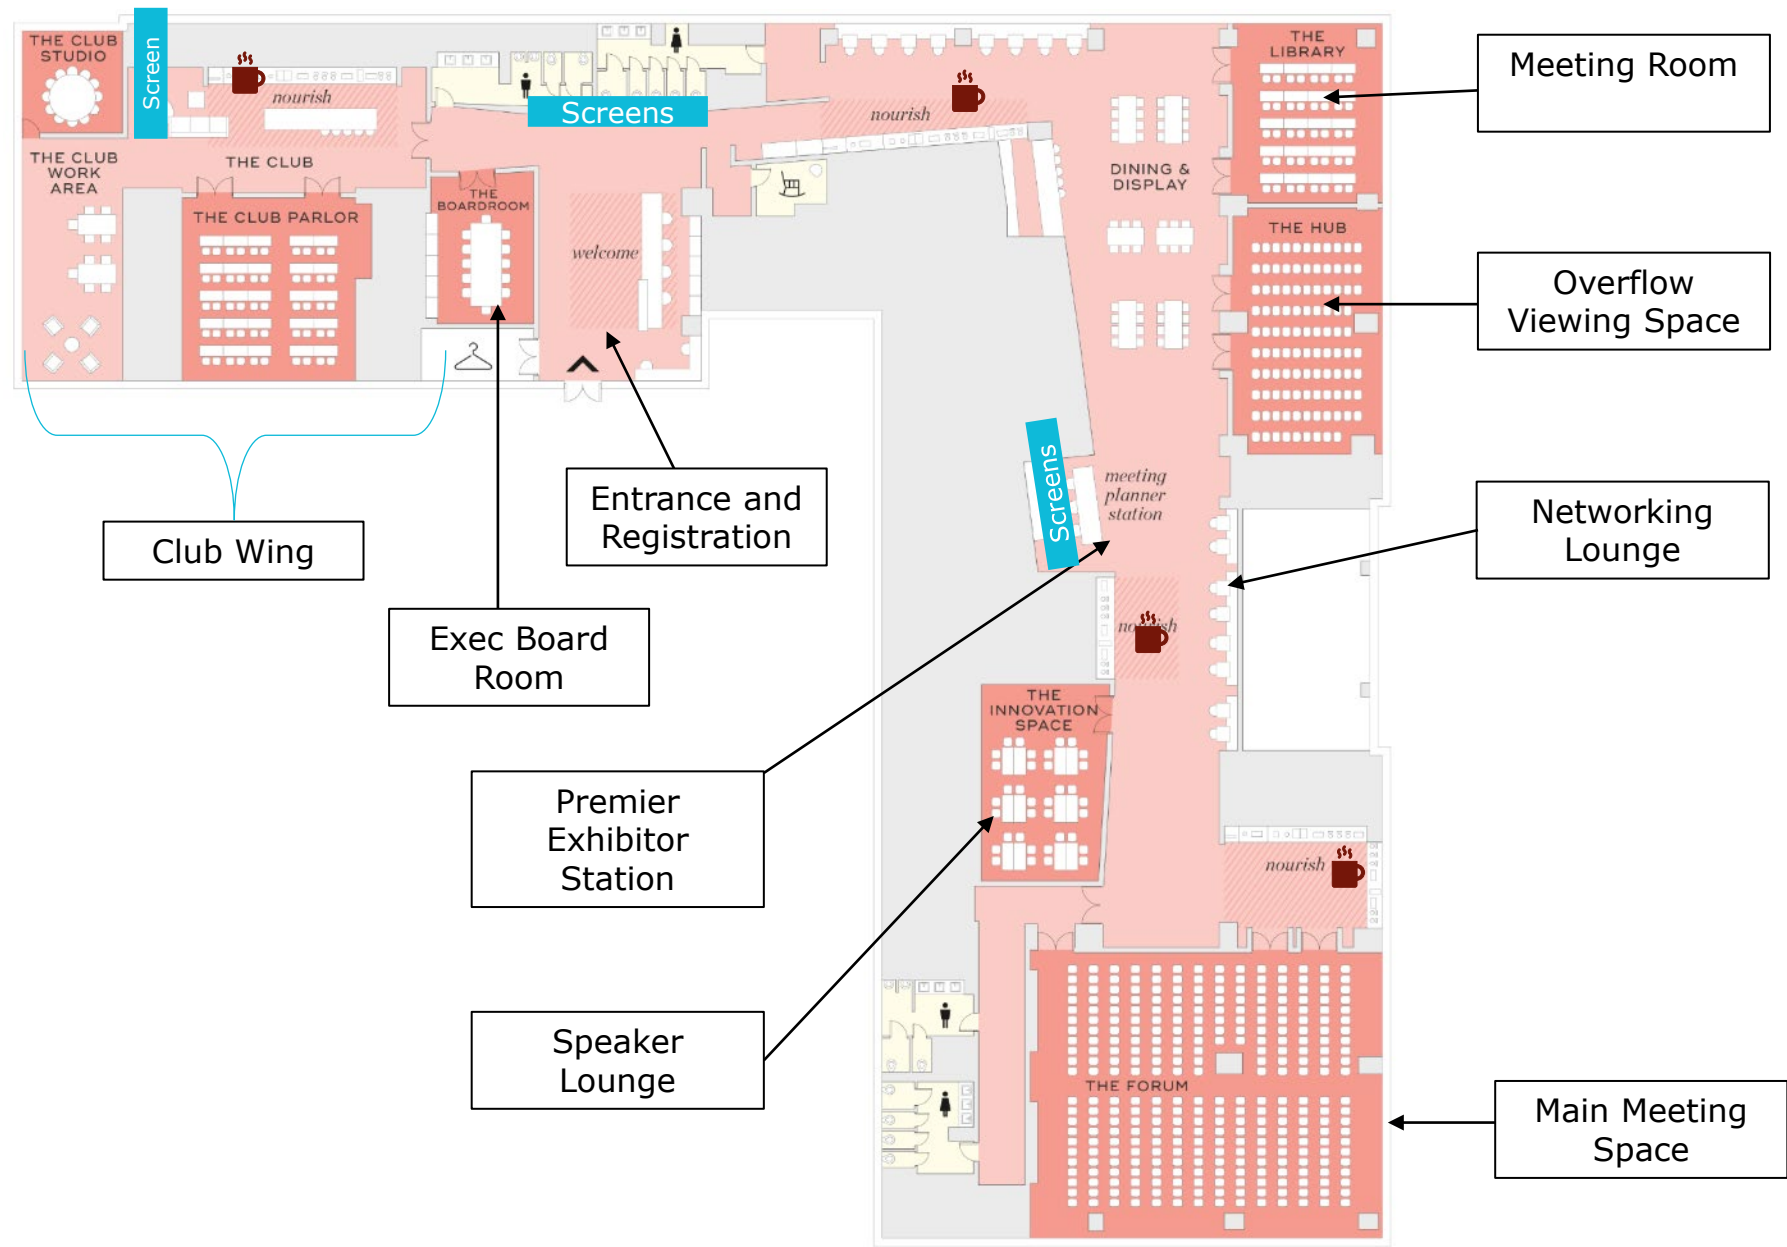 THE CLUB
STUDIO
Screen
nourish
THE CLUB
WORK
AREA
THE CLUB
THE CLUB PARLOR
THE
BOARDROOM
Screens
welcome
nourish
DINING &
DISPLAY
THE
LIBRARY
THE HUB
Meeting Room
Overflow
Viewing Space
Screens
meeting
planner
station
Networking
Lounge
Club Wing
Entrance and
Registration
Exec Board
Room
nourish
THE
INNOVATION
SPACE
Premier
Exhibitor
Station
nourish
Speaker
Lounge
THE FORUM
Main Meeting
Space